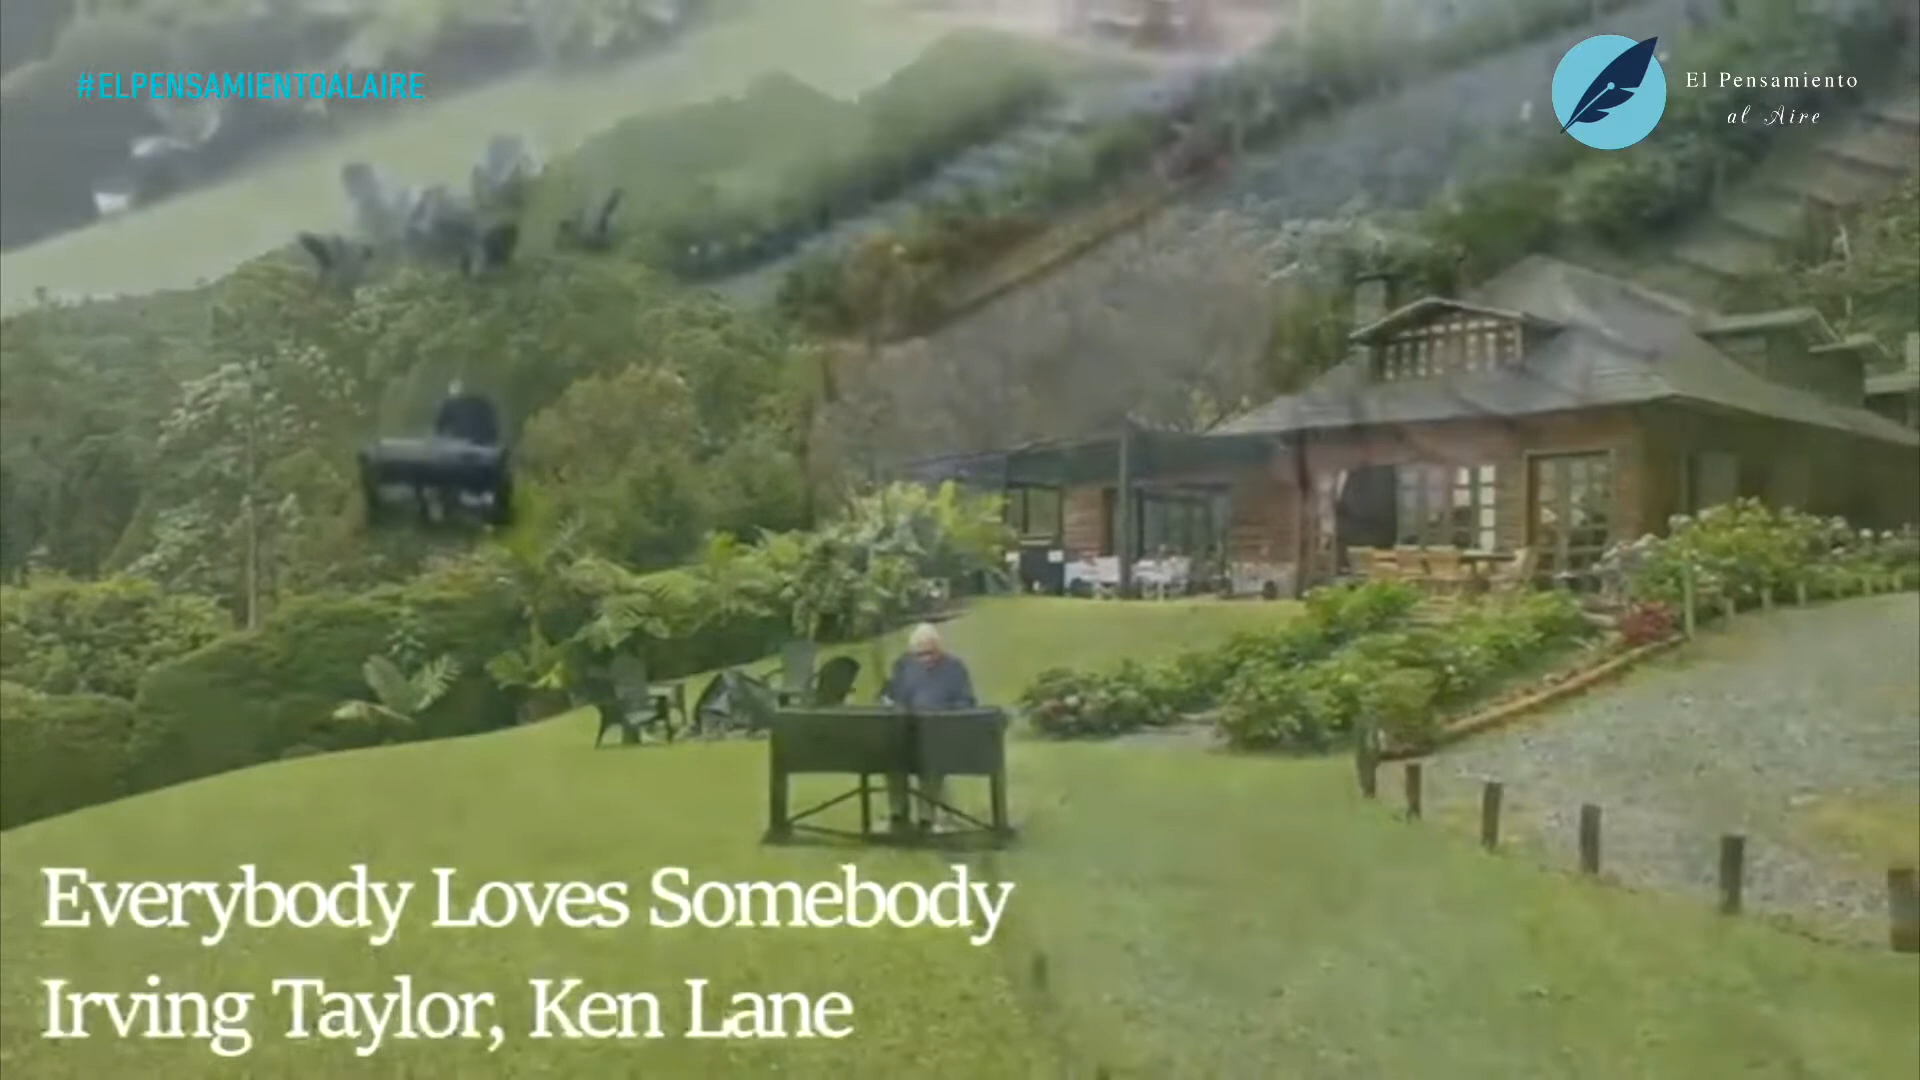 #ELPENSAMIENTOALAIRE
El Pensamiento
al Aire
Everybody Loves Somebody
Irving Taylor, Ken Lane